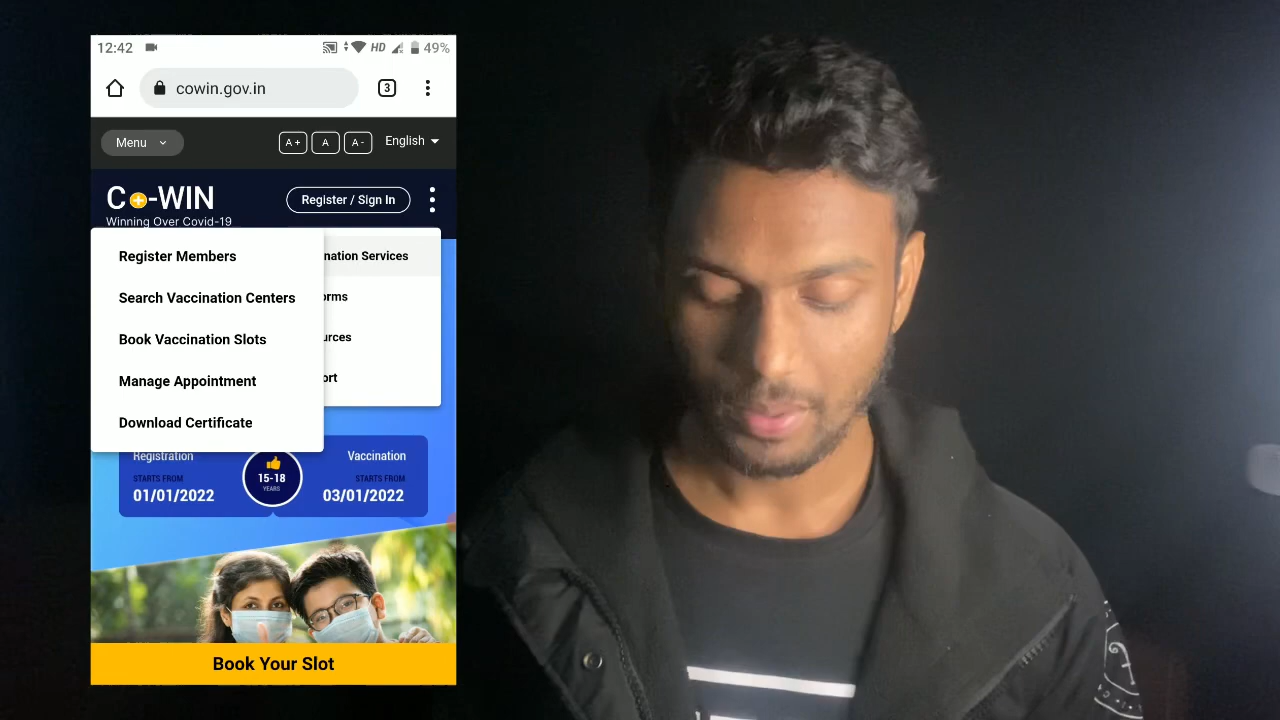 12:42 HD 49%
cowin.gov.in 3
Menu A+ A A- English
CO-WIN Register / Sign In
Winning Over Covid-19
Register Members
Search Vaccination Centers
Book Vaccination Slots
Manage Appointment
Download Certificate
nation Services
orms
urces
ort
Registration
STARTS FROM
01/01/2022
15-18
YEARS
Vaccination
STARTS FROM
03/01/2022
Book Your Slot